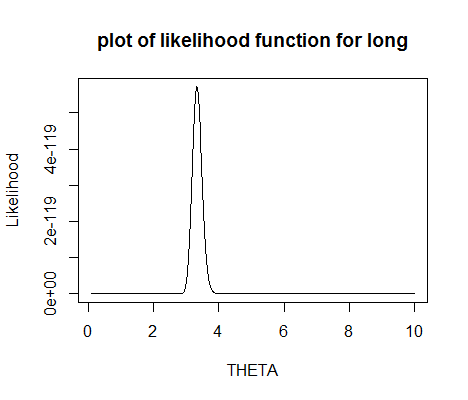 plot of likelihood function for long
Likelihood
4e-119
2e-119
0e+00
0 2 4 6 8 10
THETA